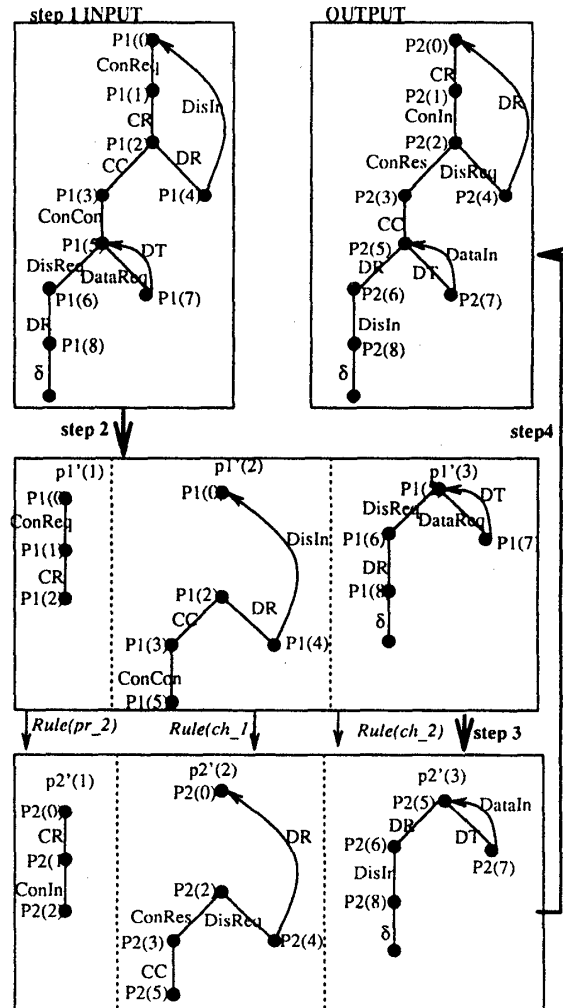 step 1 INPUT
OUTPUT
P1(0
ConReq
P1(1)
DisIn
CR
P1(2)
CC
DR
P1(3)
P1(4)
ConCon
P1(5)
DT
DisReq
DataReq
P1(6)
P1(7)
DR
P1(8)
δ
P2(0)
CR
P2(1)
DR
ConIn
P2(2)
ConRes
DisReq
P2(3)
P2(4)
CC
P2(5)
DataIn
DR
DT
P2(6)
P2(7)
DisIn
P2(8)
δ
step 2
step4
p1'(1)
P1(0
ConReq
P1(1)
CR
P1(2)
p1'(2)
P1(0)
DisIn
P1(2)
CC
DR
P1(3)
P1(4)
ConCon
P1(5)
p1'(3)
P1(
DT
DisReq
DataReq
P1(6)
P1(7)
DR
P1(8
δ
Rule(pr_2)
Rule(ch_1
Rule(ch_2)
step 3
p2'(1)
P2(0)
CR
P2(1
ConIn
P2(2)
p2'(2)
P2(0)
DR
P2(2)
ConRes
DisReq
P2(3)
P2(4)
CC
P2(5)
p2'(3)
P2(5)
DataIn
DR
DT
P2(6)
P2(7)
DisIn
P2(8)
δ